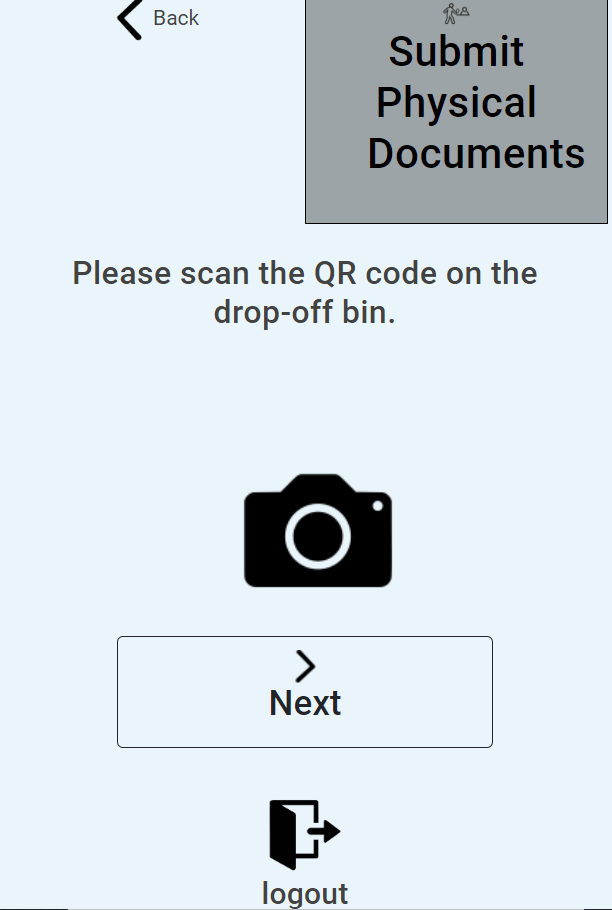 Back
Submit
Physical
Documents
Please scan the QR code on the
drop-off bin.
Next
logout